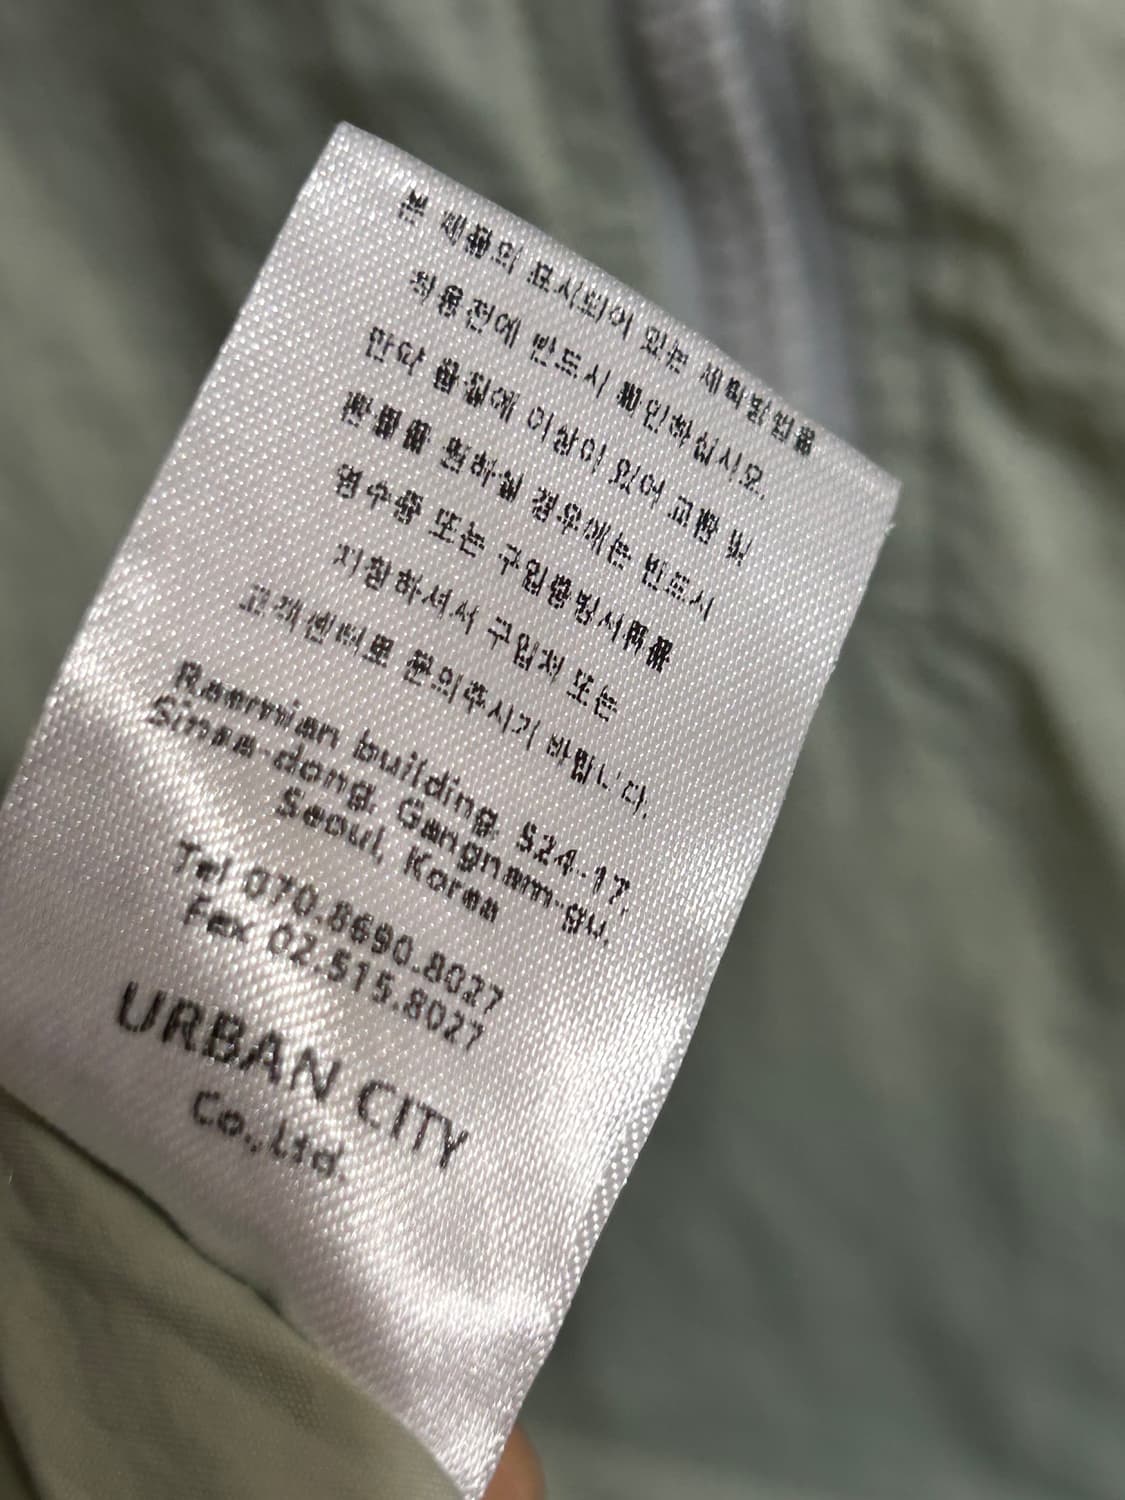 본 제품의 표시되어 있는 세탁방법을
착용전에 반드시 확인하십시오.
만약 품질에 이상이 있어 교환 및
반품을 원하실 경우에는 반드시
영수증 또는 구입증빙서류를
지참하셔서 구입처 또는
고객센터로 문의주시기 바랍니다.
Raemian building, 524-17,
Sinsa-dong, Gangnam-gu,
Seoul, Korea
Tel 070.8690.8027
Fax 02.515.8027
URBAN CITY
Co.,Ltd.